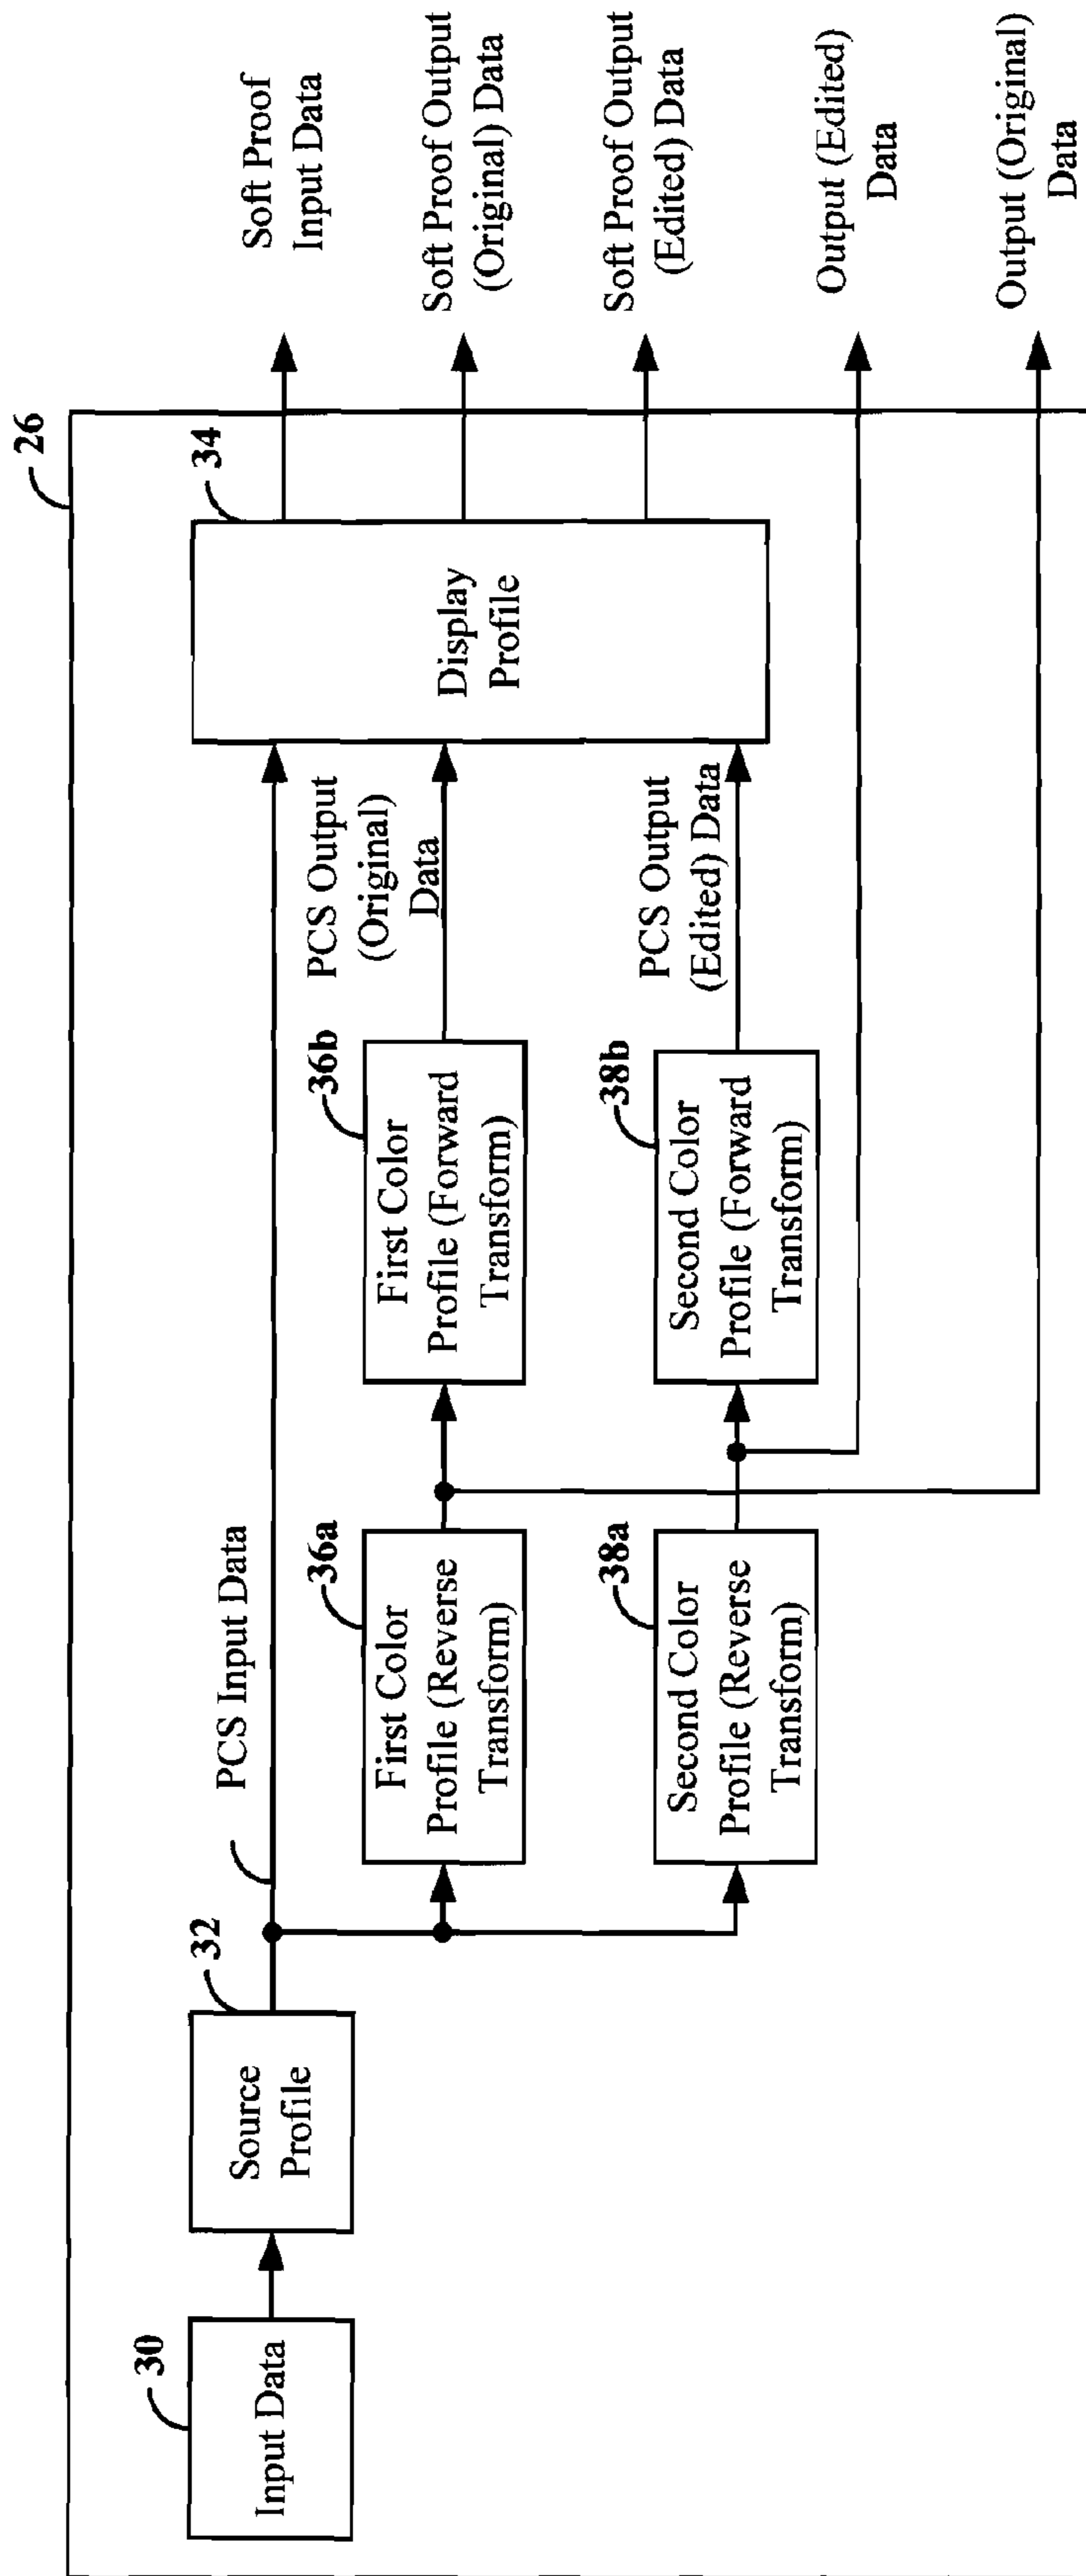 26
30
Input Data
32
Source
Profile
PCS Input Data
36a
First Color
Profile (Reverse
Transform)
36b
First Color
Profile (Forward
Transform)
PCS Output
(Original)
Data
38a
Second Color
Profile (Reverse
Transform)
38b
Second Color
Profile (Forward
Transform)
PCS Output
(Edited) Data
34
Display
Profile
Soft Proof
Input Data
Soft Proof Output
(Original) Data
Soft Proof Output
(Edited) Data
Output (Edited)
Data
Output (Original)
Data